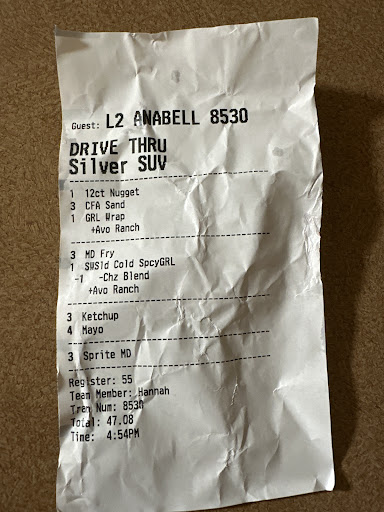 Guest: L2 ANABELL 8530
DRIVE THRU
Silver SUV
1 12ct Nugget
3 CFA Sand
1 GRL Wrap
+Avo Ranch
3 MD Fry
1 SWSld Cold SpcyGRL
-1 -Chz Blend
+Avo Ranch
3 Ketchup
4 Mayo
3 Sprite MD
Register: 55
Team Member: Hannah
Tran Num: 8530
Total: 47.08
Time: 4:54PM